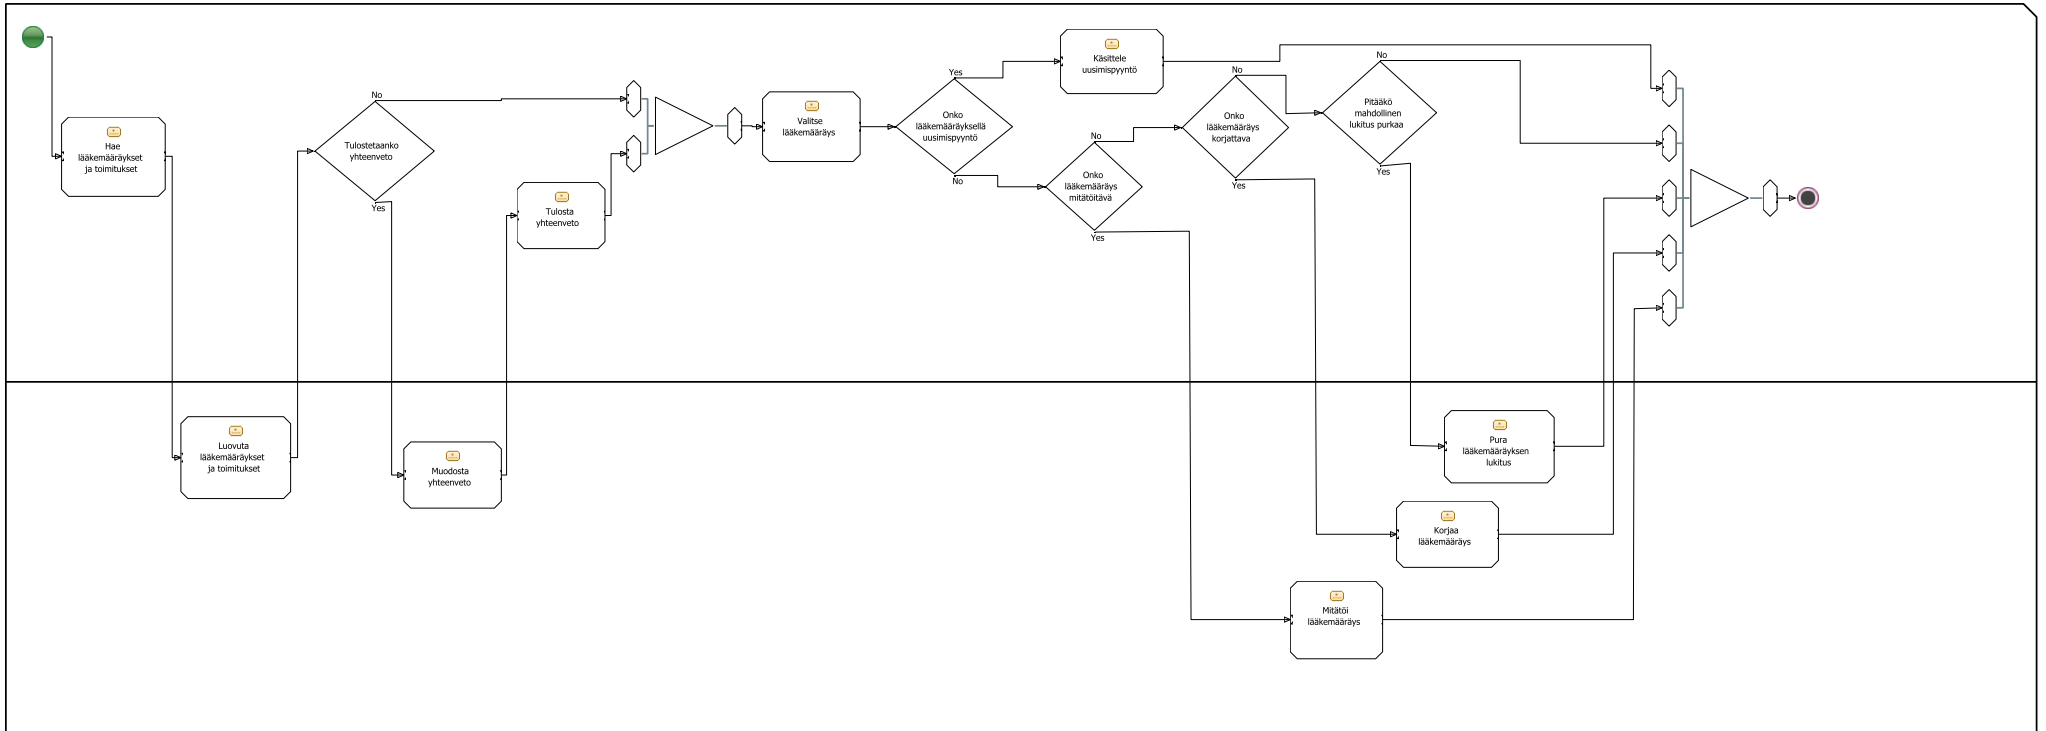 Hae
lääkemääräykset
ja toimitukset
Luovuta
lääkemääräykset
ja toimitukset
No
Tulostetaanko
yhteenveto
Yes
Muodosta
yhteenveto
Tulosta
yhteenveto
Valitse
lääkemääräys
Yes
Onko
lääkemääräyksellä
uusimispyyntö
No
Käsittele
uusimispyyntö
No
Onko
lääkemääräys
mitätöitävä
Yes
No
Onko
lääkemääräys
korjattava
Yes
No
Pitääkö
mahdollinen
lukitus purkaa
Yes
Pura
lääkemääräyksen
lukitus
Korjaa
lääkemääräys
Mitätöi
lääkemääräys